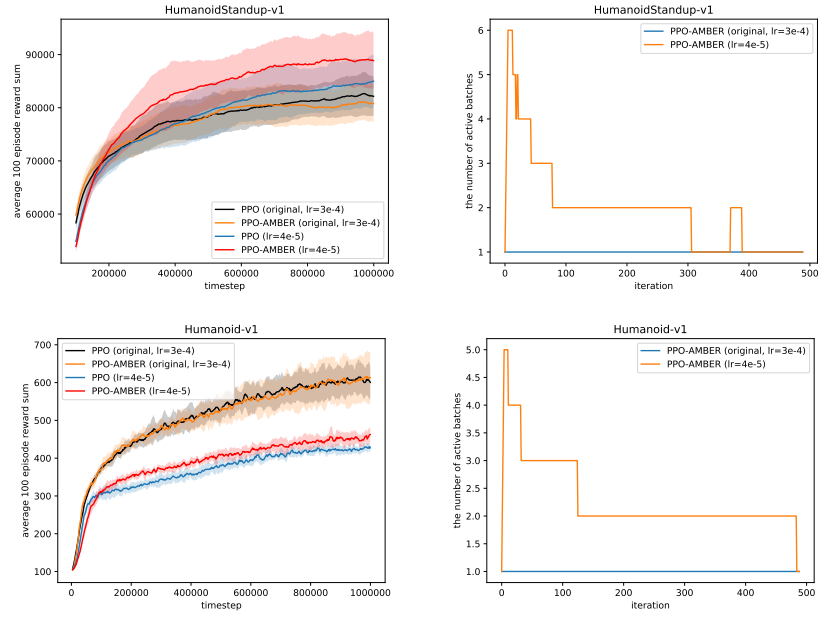 HumanoidStandup-v1
average 100 episode reward sum
90000
80000
70000
60000
PPO (original, lr=3e-4)
PPO-AMBER (original, lr=3e-4)
PPO (lr=4e-5)
PPO-AMBER (lr=4e-5)
200000 400000 600000 800000 1000000
timestep
HumanoidStandup-v1
the number of active batches
6
5
4
3
2
1
PPO-AMBER (original, lr=3e-4)
PPO-AMBER (lr=4e-5)
0 100 200 300 400 500
iteration
Humanoid-v1
average 100 episode reward sum
700
600
500
400
300
200
100
PPO (original, lr=3e-4)
PPO-AMBER (original, lr=3e-4)
PPO (lr=4e-5)
PPO-AMBER (lr=4e-5)
0 200000 400000 600000 800000 1000000
timestep
Humanoid-v1
the number of active batches
5.0
4.5
4.0
3.5
3.0
2.5
2.0
1.5
1.0
PPO-AMBER (original, lr=3e-4)
PPO-AMBER (lr=4e-5)
0 100 200 300 400 500
iteration